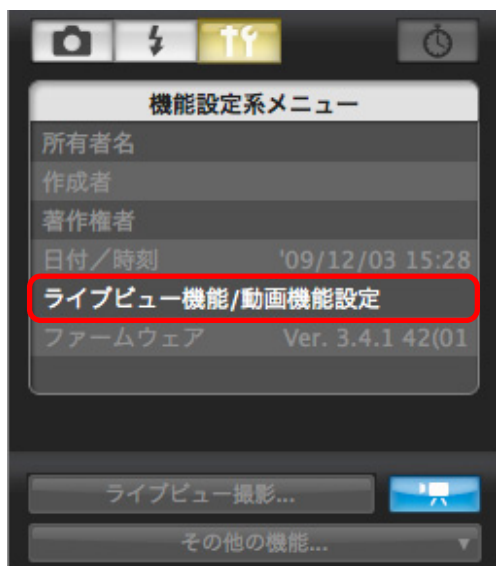 機能設定系メニュー
所有者名
作成者
著作権者
日付／時刻 '09/12/03 15:28
ライブビュー機能/動画機能設定
ファームウェア Ver. 3.4.1 42(01
ライブビュー撮影...
その他の機能...